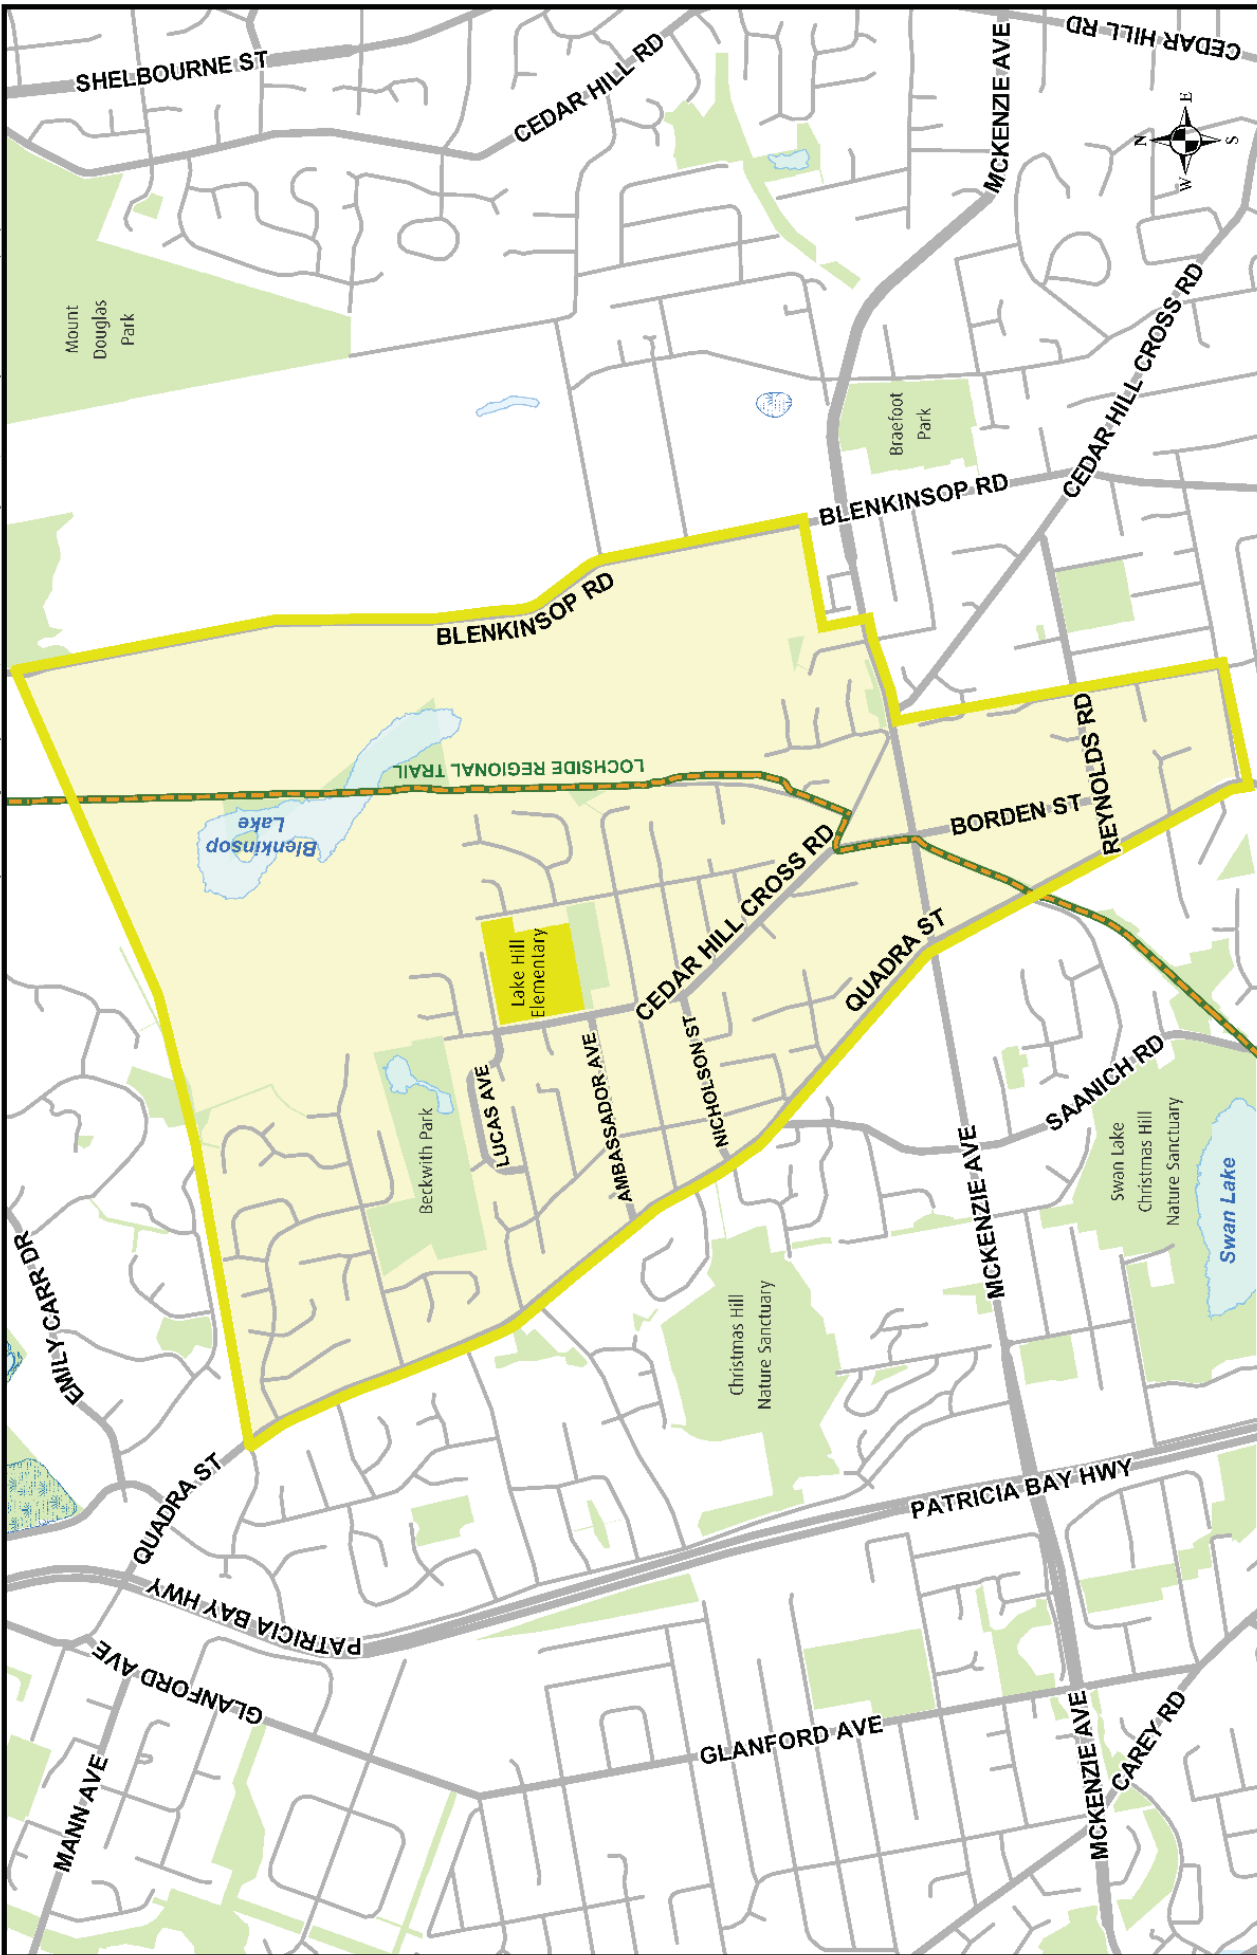 SHELBOURNE ST
CEDAR HILL RD
MCKENZIE AVE
CEDAR HILL RD
N
E
S
W
Mount
Douglas
Park
CEDAR HILL CROSS RD
Braefoot
Park
BLENKINSOP RD
BLENKINSOP RD
LOCHSIDE REGIONAL TRAIL
Blenkinsop
Lake
REYNOLDS RD
BORDEN ST
CEDAR HILL CROSS RD
Lake Hill
Elementary
QUADRA ST
NICHOLSON ST
AMBASSADOR AVE
LUCAS AVE
Beckwith Park
SAANICH RD
Swan Lake
Christmas Hill
Nature Sanctuary
Swan Lake
MCKENZIE AVE
Christmas Hill
Nature Sanctuary
EMILY CARR DR
QUADRA ST
PATRICIA BAY HWY
PATRICIA BAY HWY
GLANFORD AVE
GLANFORD AVE
MANN AVE
MCKENZIE AVE
CAREY RD